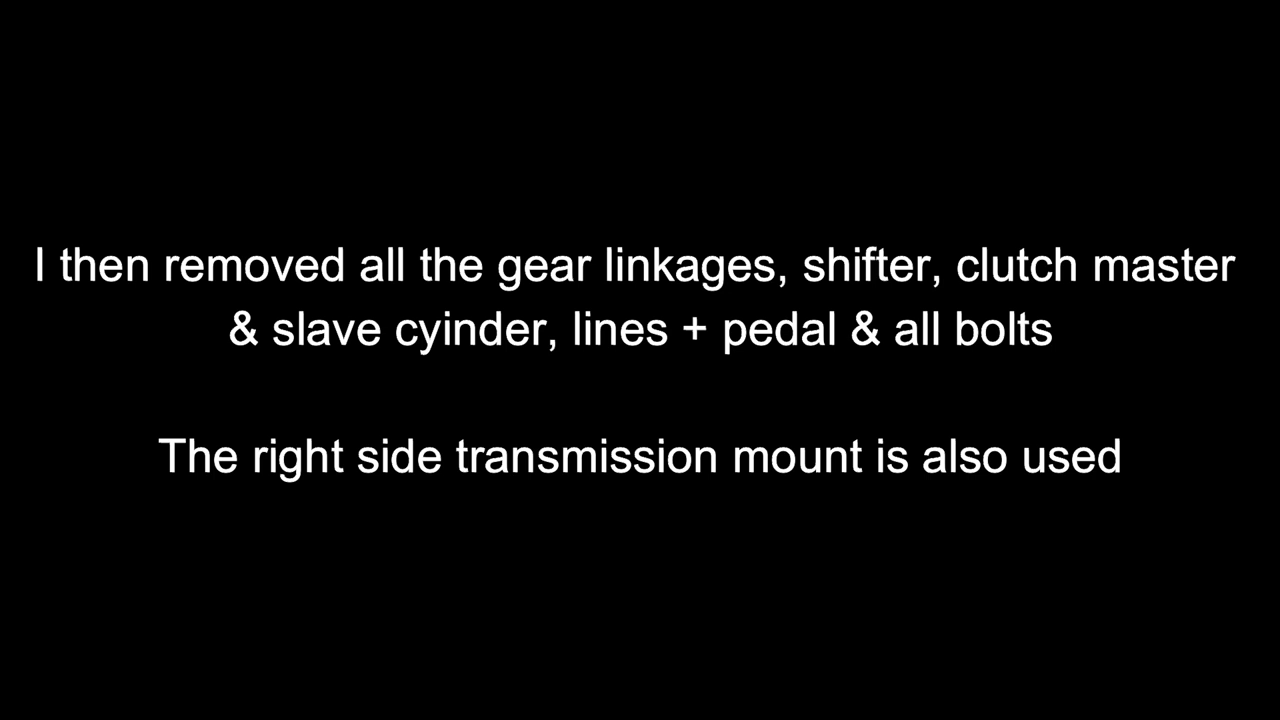 I then removed all the gear linkages, shifter, clutch master
& slave cyinder, lines + pedal & all bolts
The right side transmission mount is also used